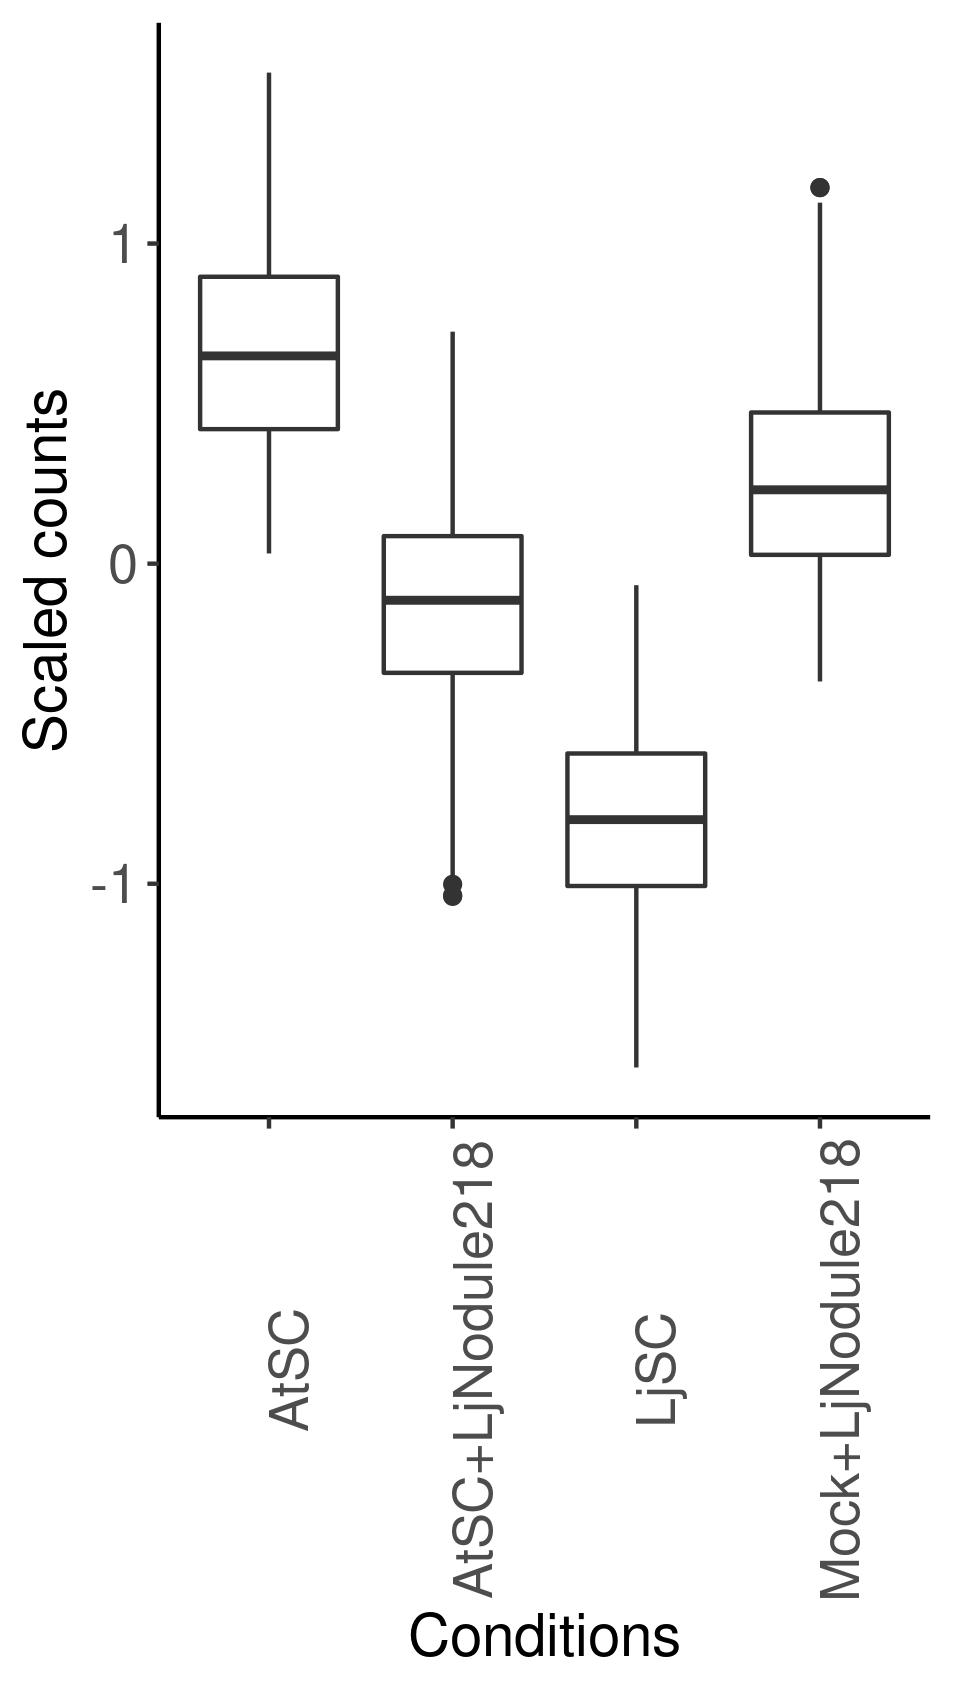 Scaled counts
1
0
-1
AtSC
AtSC+LjNodule218
LjSC
Mock+LjNodule218
Conditions